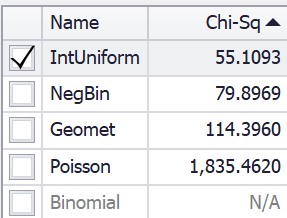 Name Chi-Sq
IntUniform 55.1093
NegBin 79.8969
Geomet 114.3960
Poisson 1,835.4620
Binomial N/A